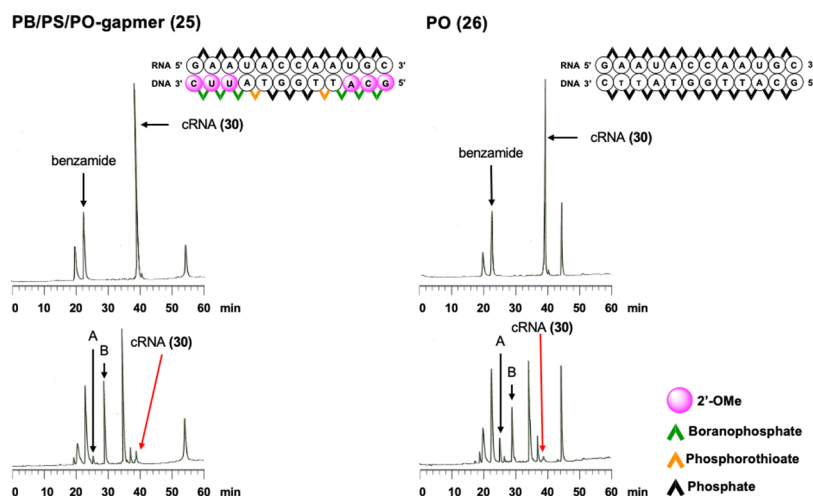 PB/PS/PO-gapmer (25)
RNA 5' G A A U A C C A A U G C 3'
DNA 3' C U U A T G G T T A C G 5'
cRNA (30)
benzamide
0 10 20 30 40 50 60 min
A
B
cRNA (30)
0 10 20 30 40 50 60 min
PO (26)
RNA 5' G A A U A C C A A U G C 3
DNA 3' C T T A T G G T T A C G 5'
cRNA (30)
benzamide
0 10 20 30 40 50 60 min
cRNA (30)
A
B
0 10 20 30 40 50 60 min
2'-OMe
Boranophosphate
Phosphorothioate
Phosphate